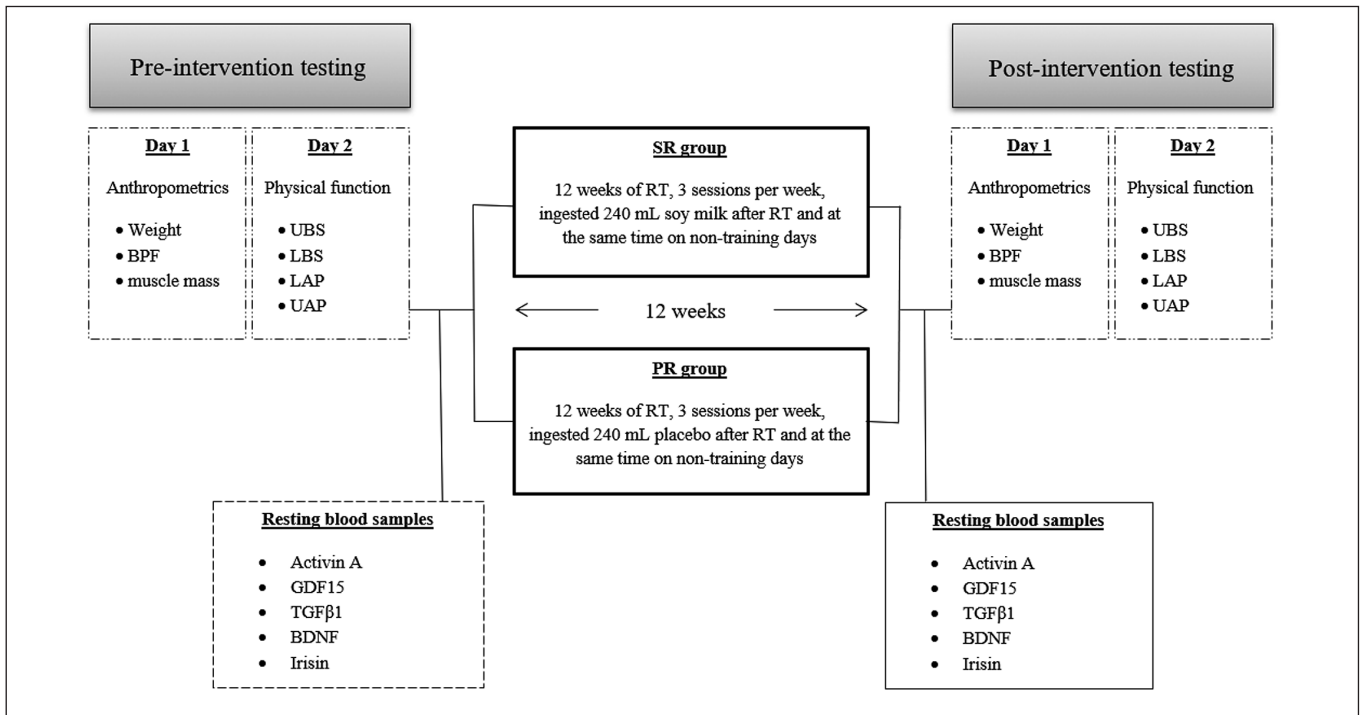 Pre-intervention testing
Day 1
Anthropometrics
• Weight
• BPF
• muscle mass
Day 2
Physical function
• UBS
• LBS
• LAP
• UAP
Resting blood samples
• Activin A
• GDF15
• TGFβ1
• BDNF
• Irisin
SR group
12 weeks of RT, 3 sessions per week,
ingested 240 mL soy milk after RT and at
the same time on non-training days
12 weeks
PR group
12 weeks of RT, 3 sessions per week,
ingested 240 mL placebo after RT and at the
same time on non-training days
Post-intervention testing
Day 1
Anthropometrics
• Weight
• BPF
• muscle mass
Day 2
Physical function
• UBS
• LBS
• LAP
• UAP
Resting blood samples
• Activin A
• GDF15
• TGFβ1
• BDNF
• Irisin